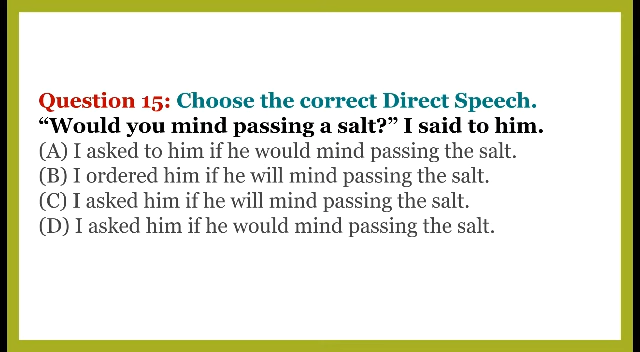 Question 15: Choose the correct Direct Speech.
“Would you mind passing a salt?” I said to him.
(A) I asked to him if he would mind passing the salt.
(B) I ordered him if he will mind passing the salt.
(C) I asked him if he will mind passing the salt.
(D) I asked him if he would mind passing the salt.